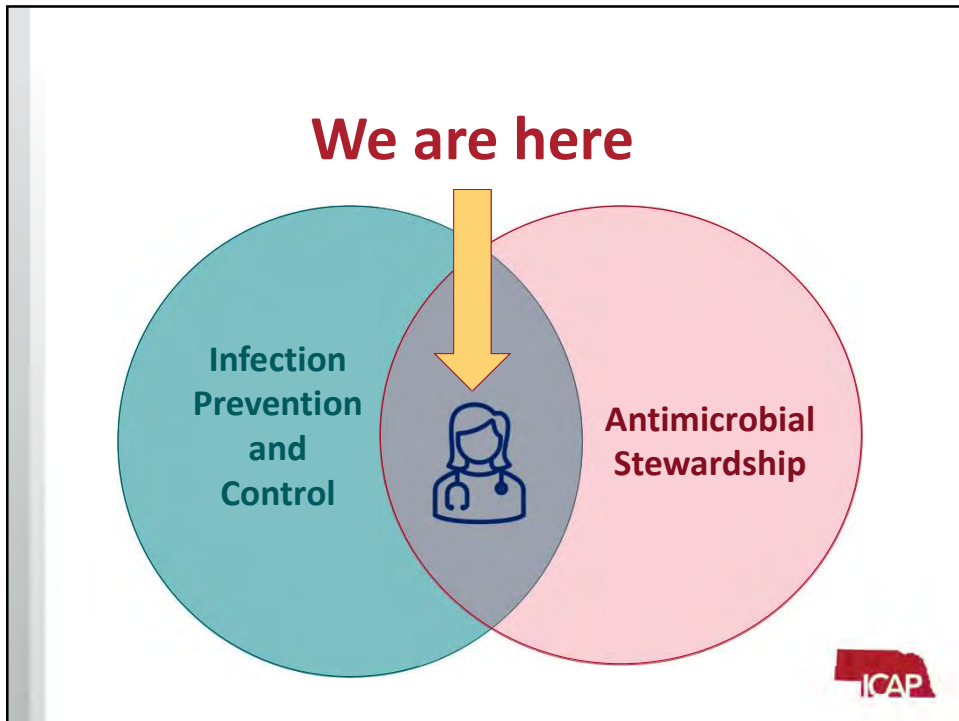 We are here
Infection
Prevention
and
Control
Antimicrobial
Stewardship
ICAP